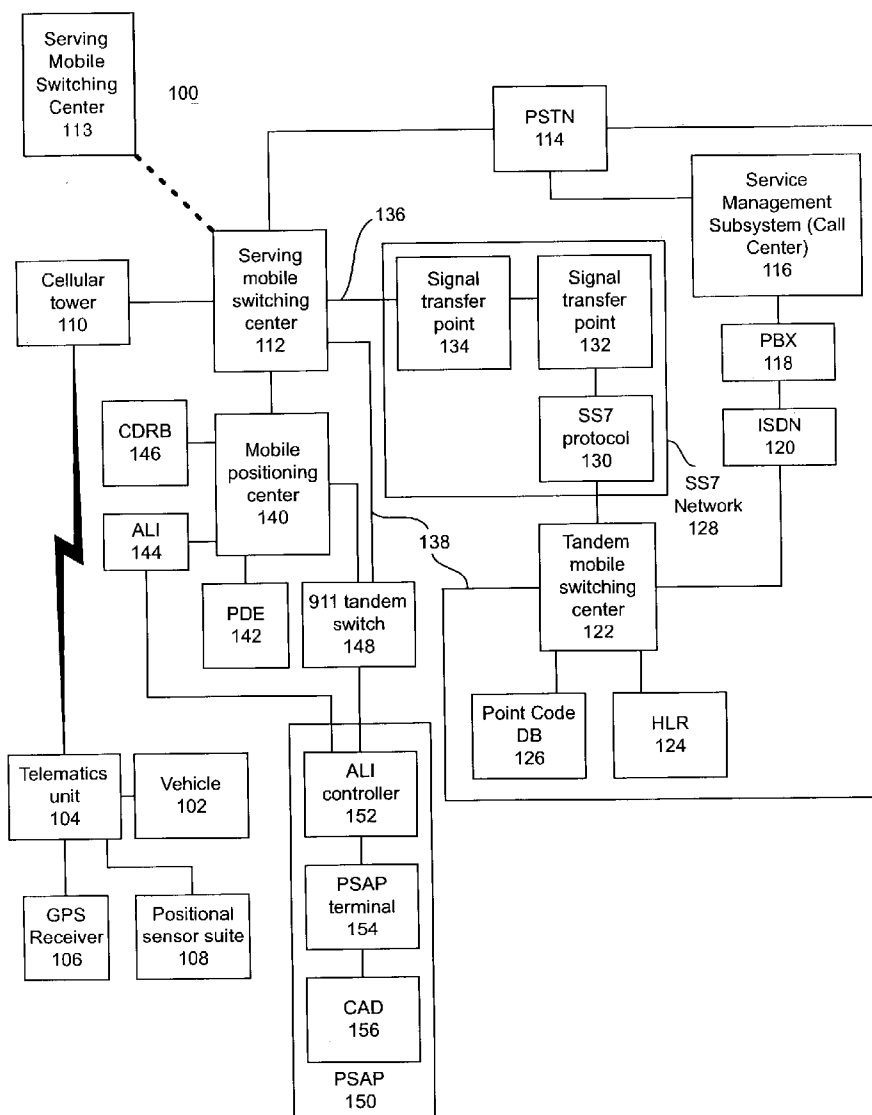 Serving
Mobile
Switching
Center
113
100
PSTN
114
Service
Management
Subsystem (Call
Center)
116
136
Cellular
tower
110
Serving
mobile
switching
center
112
Signal
transfer
point
134
Signal
transfer
point
132
PBX
118
CDRB
146
Mobile
positioning
center
140
SS7
protocol
130
ISDN
120
SS7
Network
128
ALI
144
138
Tandem
mobile
switching
center
122
PDE
142
911 tandem
switch
148
Point Code
DB
126
HLR
124
Telematics
unit
104
Vehicle
102
ALI
controller
152
GPS
Receiver
106
Positional
sensor suite
108
PSAP
terminal
154
CAD
156
PSAP
150